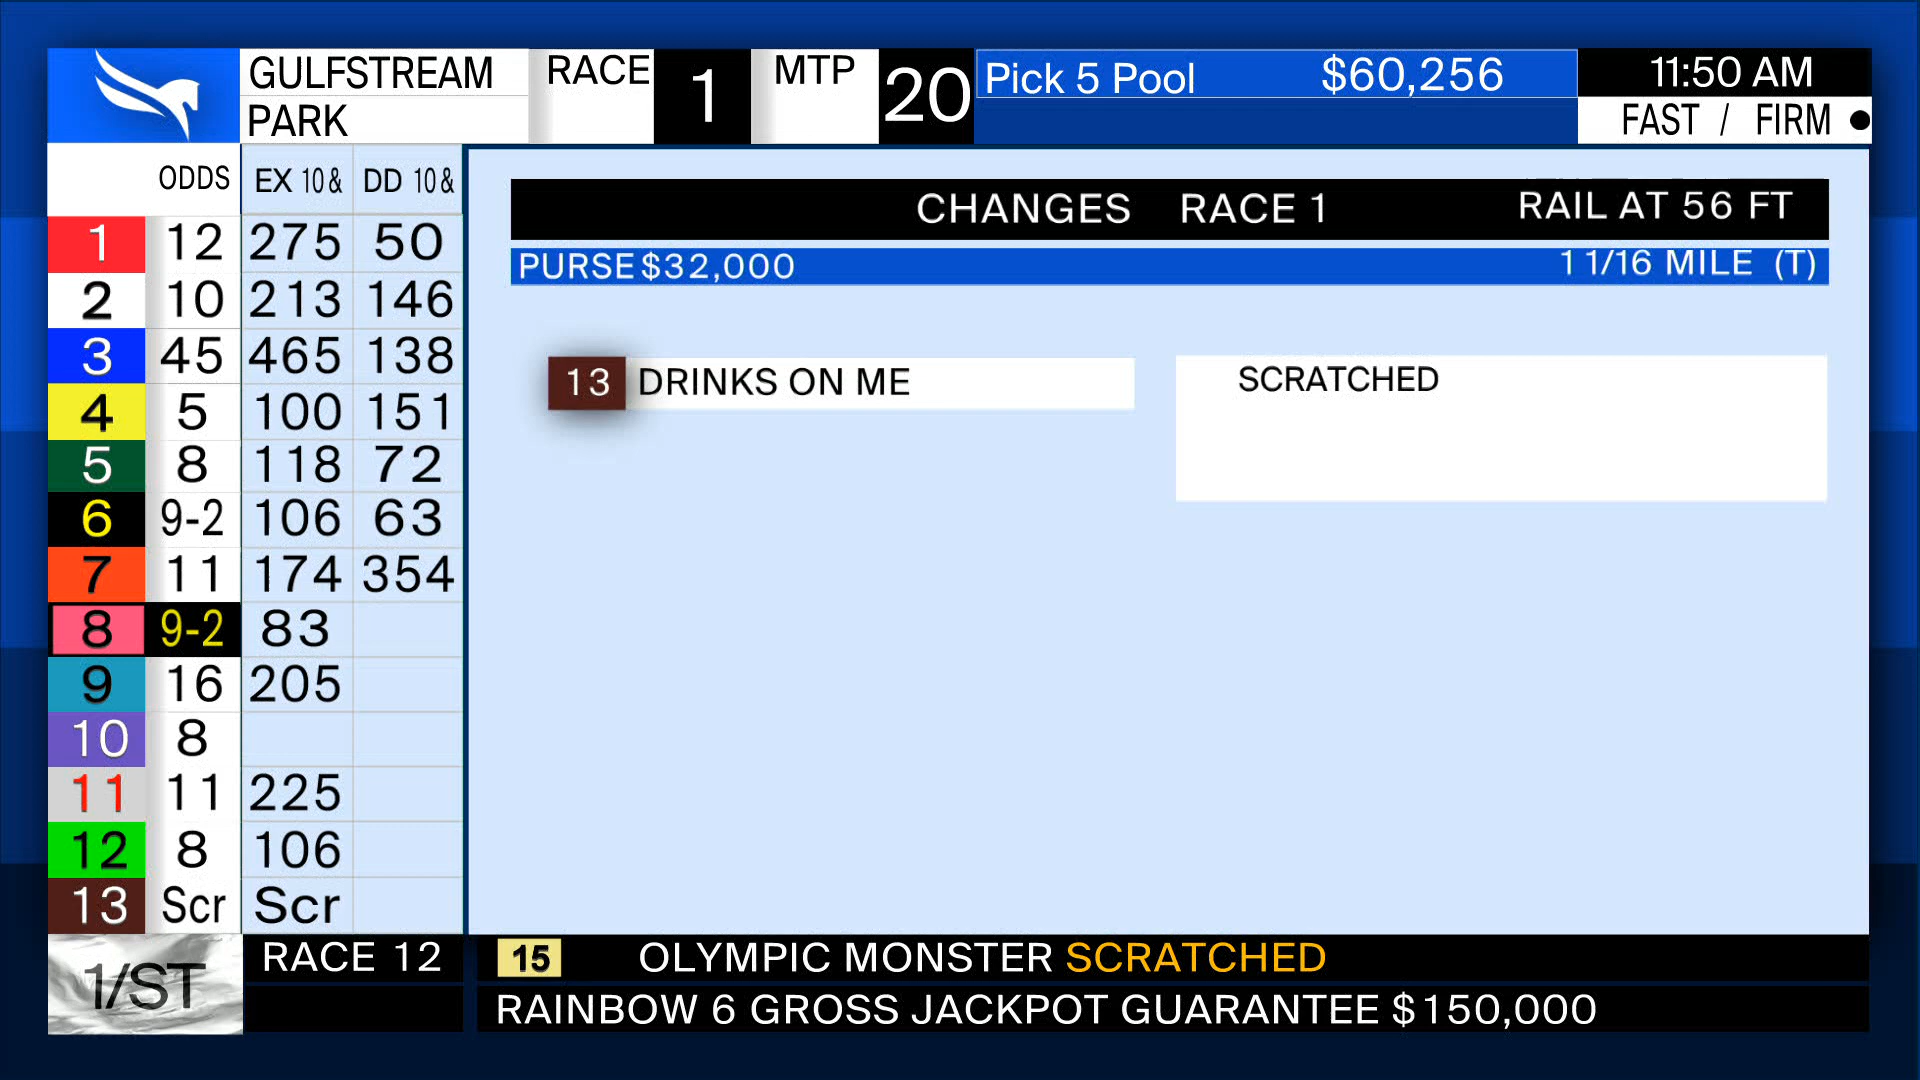 GULFSTREAM PARK RACE 1 MTP 20 Pick 5 Pool $60,256 11:50 AM
FAST / FIRM
ODDS EX 10& DD 10&
1 12 275 50
2 10 213 146
3 45 465 138
4 5 100 151
5 8 118 72
6 9-2 106 63
7 11 174 354
8 9-2 83
9 16 205
10 8
11 11 225
12 8 106
13 Scr Scr
CHANGES RACE 1 RAIL AT 56 FT
PURSE $32,000 1 1/16 MILE (T)
13 DRINKS ON ME SCRATCHED
1/ST RACE 12 15 OLYMPIC MONSTER SCRATCHED
RAINBOW 6 GROSS JACKPOT GUARANTEE $150,000